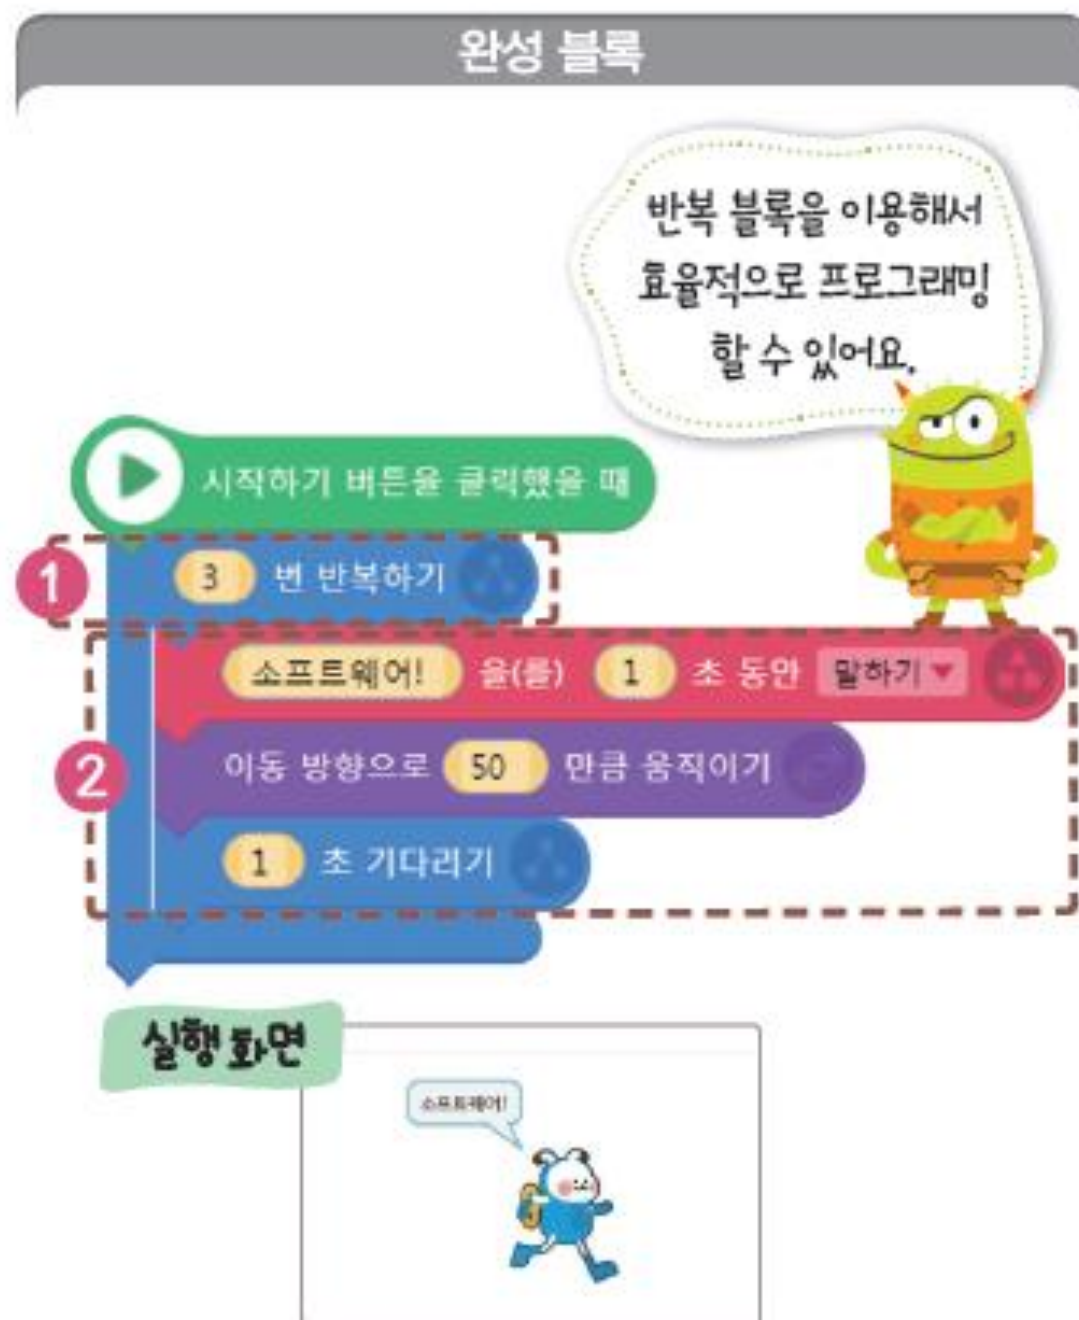 완성 블록
반복 블록을 이용해서
효율적으로 프로그래밍
할 수 있어요.
시작하기 버튼을 클릭했을 때
1
3 번 반복하기
소프트웨어! 을(를) 1 초 동안 말하기
2
이동 방향으로 50 만큼 움직이기
1 초 기다리기
실행 화면
소프트웨어!